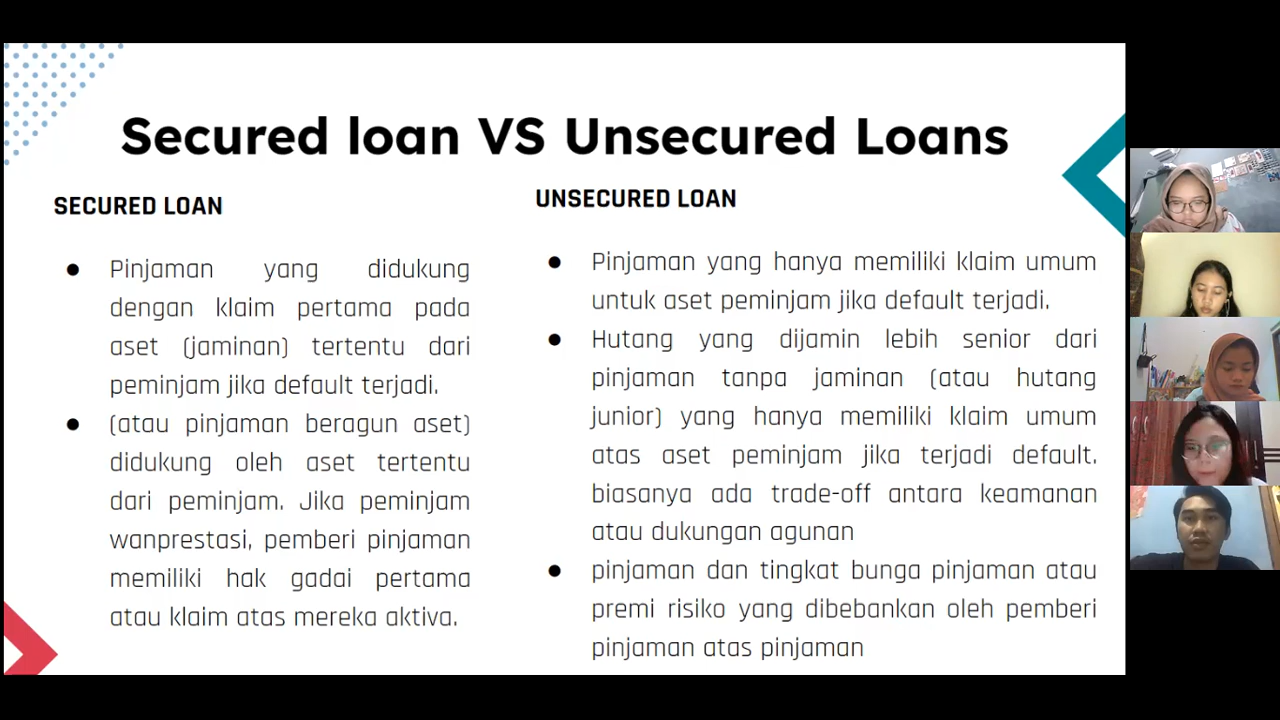 Secured loan VS Unsecured Loans
SECURED LOAN
● Pinjaman yang didukung
dengan klaim pertama pada
aset (jaminan) tertentu dari
peminjam jika default terjadi.
● (atau pinjaman beragun aset)
didukung oleh aset tertentu
dari peminjam. Jika peminjam
wanprestasi, pemberi pinjaman
memiliki hak gadai pertama
atau klaim atas mereka aktiva.
UNSECURED LOAN
● Pinjaman yang hanya memiliki klaim umum
untuk aset peminjam jika default terjadi.
● Hutang yang dijamin lebih senior dari
pinjaman tanpa jaminan (atau hutang
junior) yang hanya memiliki klaim umum
atas aset peminjam jika terjadi default.
biasanya ada trade-off antara keamanan
atau dukungan agunan
● pinjaman dan tingkat bunga pinjaman atau
premi risiko yang dibebankan oleh pemberi
pinjaman atas pinjaman